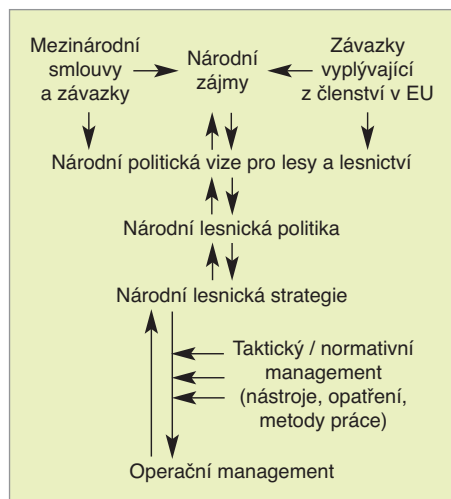 Mezinárodní
smlouvy
a závazky
Národní
zájmy
Závazky
vyplývající
z členství v EU
Národní politická vize pro lesy a lesnictví
Národní lesnická politika
Národní lesnická strategie
Taktický / normativní
management
(nástroje, opatření,
metody práce)
Operační management